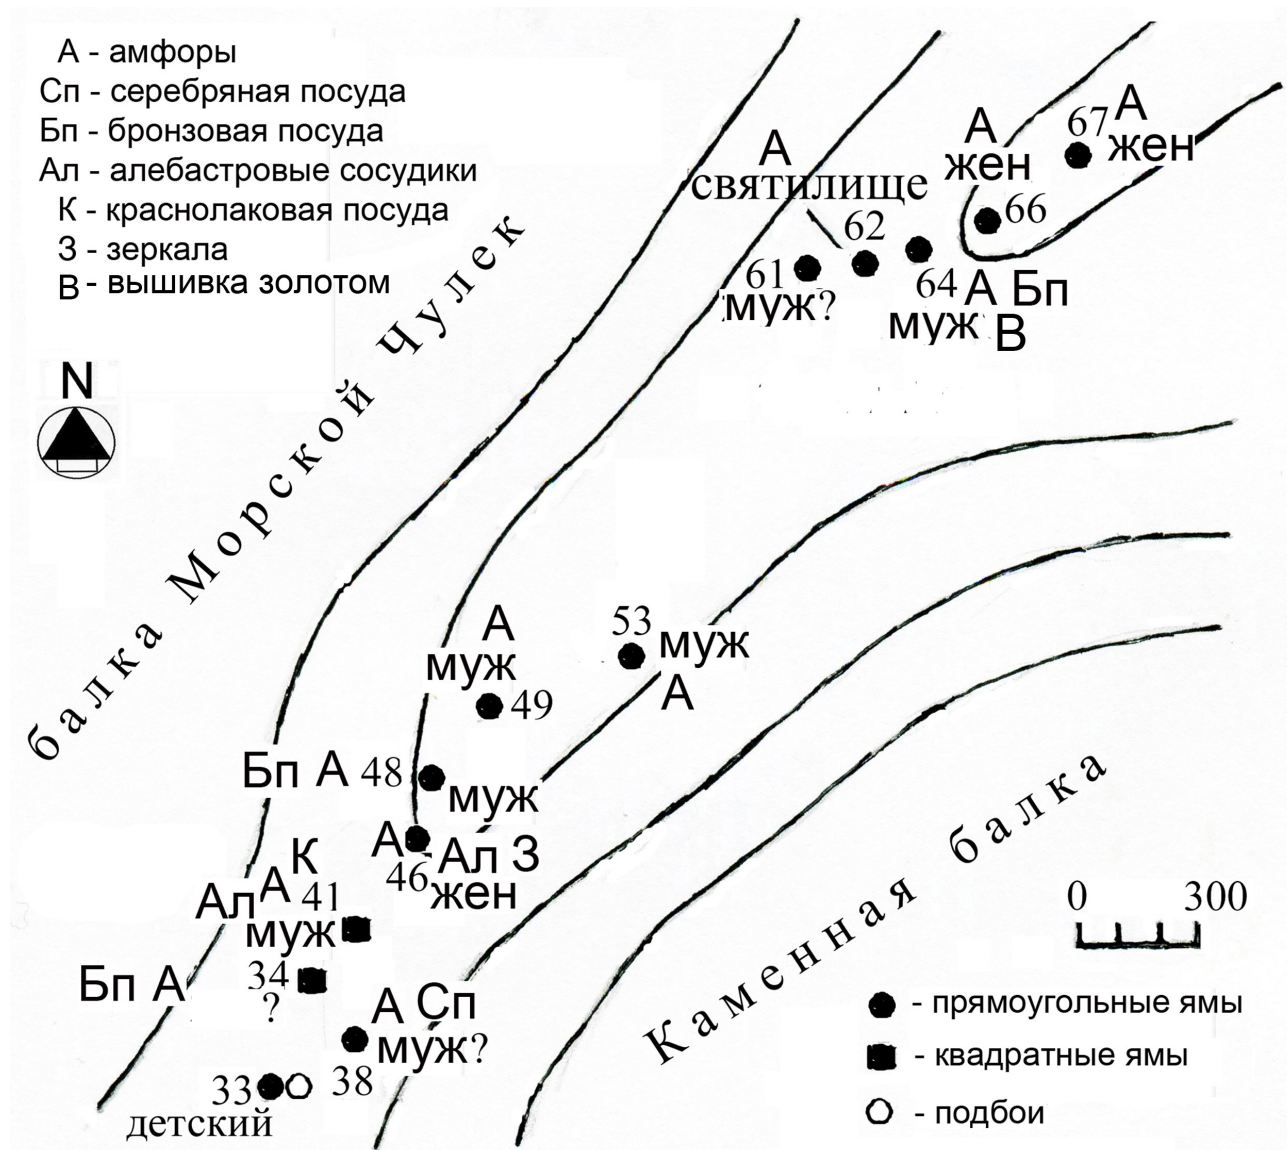 А - амфоры
Сп - серебряная посуда
Бп - бронзовая посуда
Ал - алебастровые сосудики
К - краснолаковая посуда
З - зеркала
В - вышивка золотом
N
балка Морской Чулек
А
святилище
62
61
муж?
64 А Бп
муж В
А
жен
66
67 А
жен
53
муж
А
А
муж
49
Бп А 48
муж
А
46 Ал З
жен
К
Ал А 41
муж
Бп А 34
?
А Сп
муж?
38
33
детский
Каменная балка
0 300
- прямоугольные ямы
- квадратные ямы
- подбои